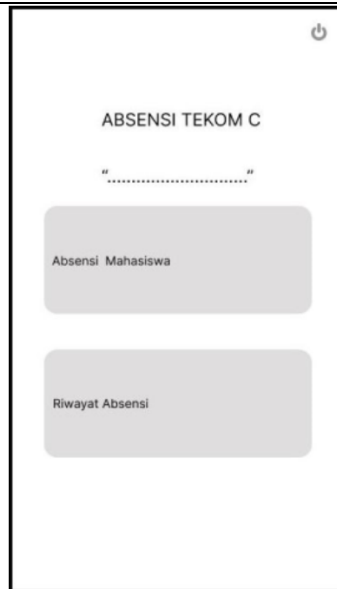 ABSENSI TEKOM C
“.............................“
Absensi Mahasiswa
Riwayat Absensi